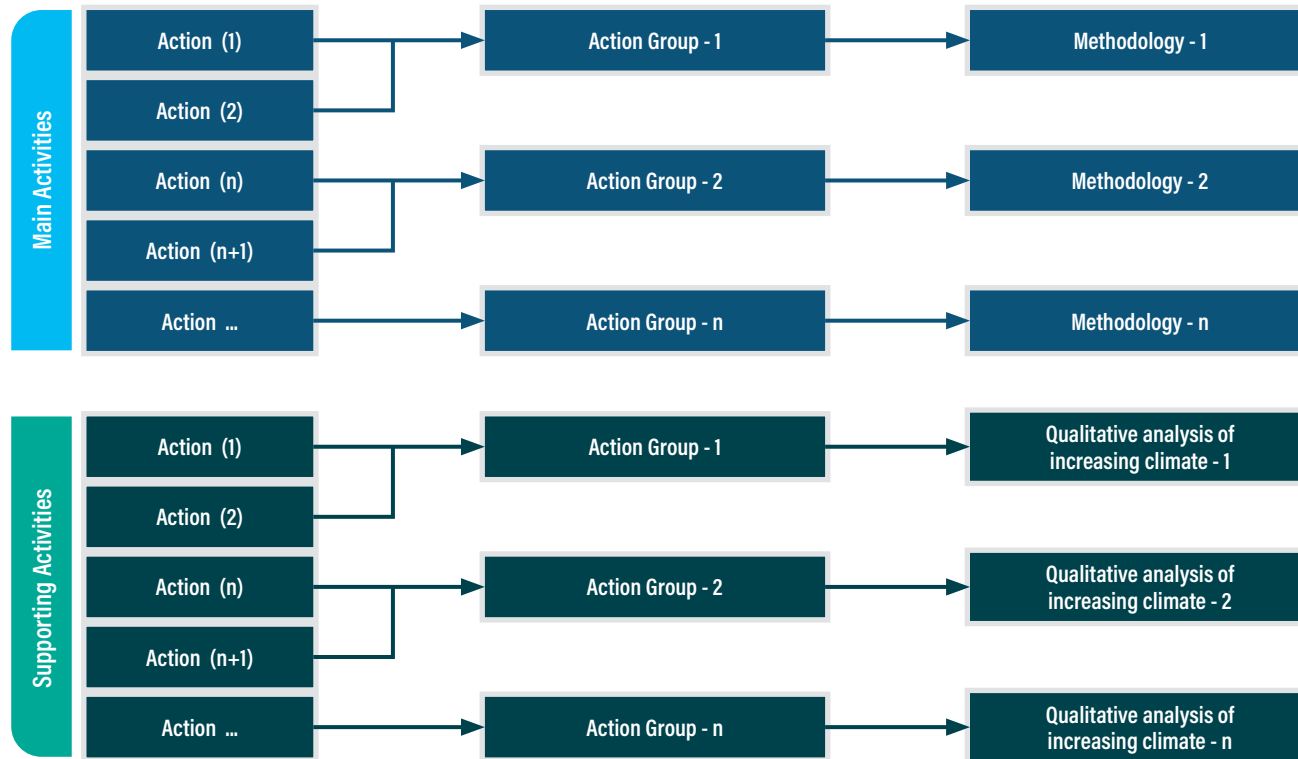 Main Activities
Action (1)
Action Group - 1
Methodology - 1
Action (2)
Action (n)
Action Group - 2
Methodology - 2
Action (n+1)
Action ...
Action Group - n
Methodology - n
Supporting Activities
Action (1)
Action Group - 1
Qualitative analysis of
increasing climate - 1
Action (2)
Action (n)
Action Group - 2
Qualitative analysis of
increasing climate - 2
Action (n+1)
Action ...
Action Group - n
Qualitative analysis of
increasing climate - n